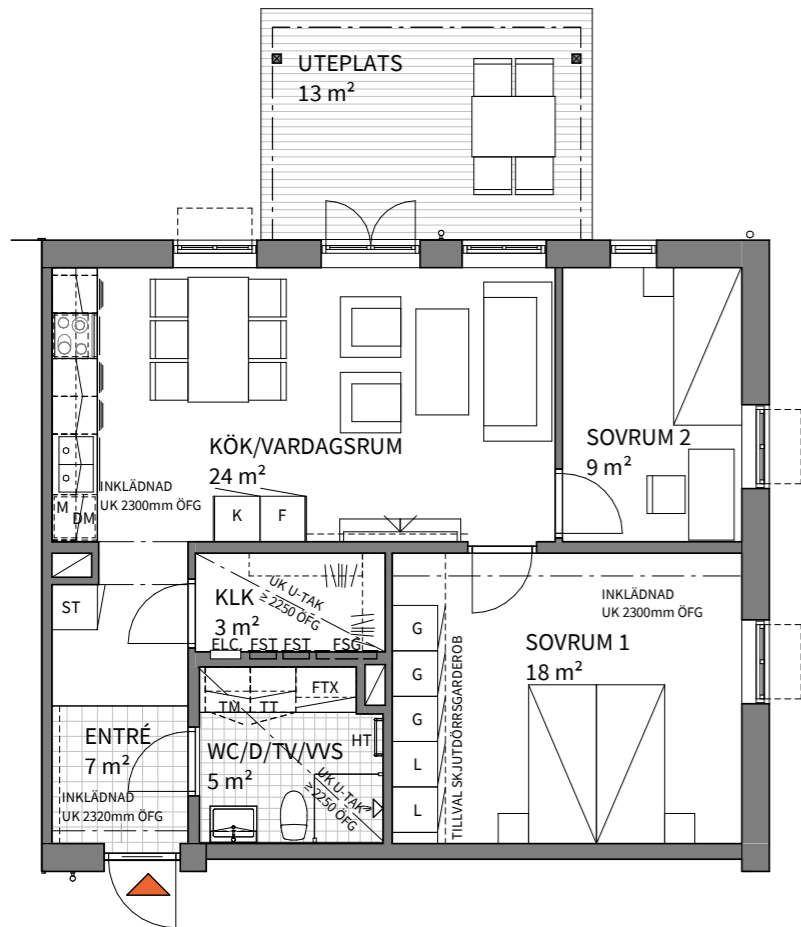 UTEPLATS
13 m²
KÖK/VARDAGSRUM
24 m²
SOVRUM 2
9 m²
INKLÄDNAD
UK 2300mm ÖFG
M
DM
K
F
ST
KLK
3 m²
UK U-TAK
≥ 2250 ÖFG
ELC
FST
FST
FSG
INKLÄDNAD
UK 2300mm ÖFG
SOVRUM 1
18 m²
G
G
G
L
L
TILLVAL SKJUTDÖRRSGARDEROB
TM
TT
FTX
HT
WC/D/TV/VVS
5 m²
UK U-TAK
≥ 2250 ÖFG
ENTRÉ
7 m²
INKLÄDNAD
UK 2320mm ÖFG